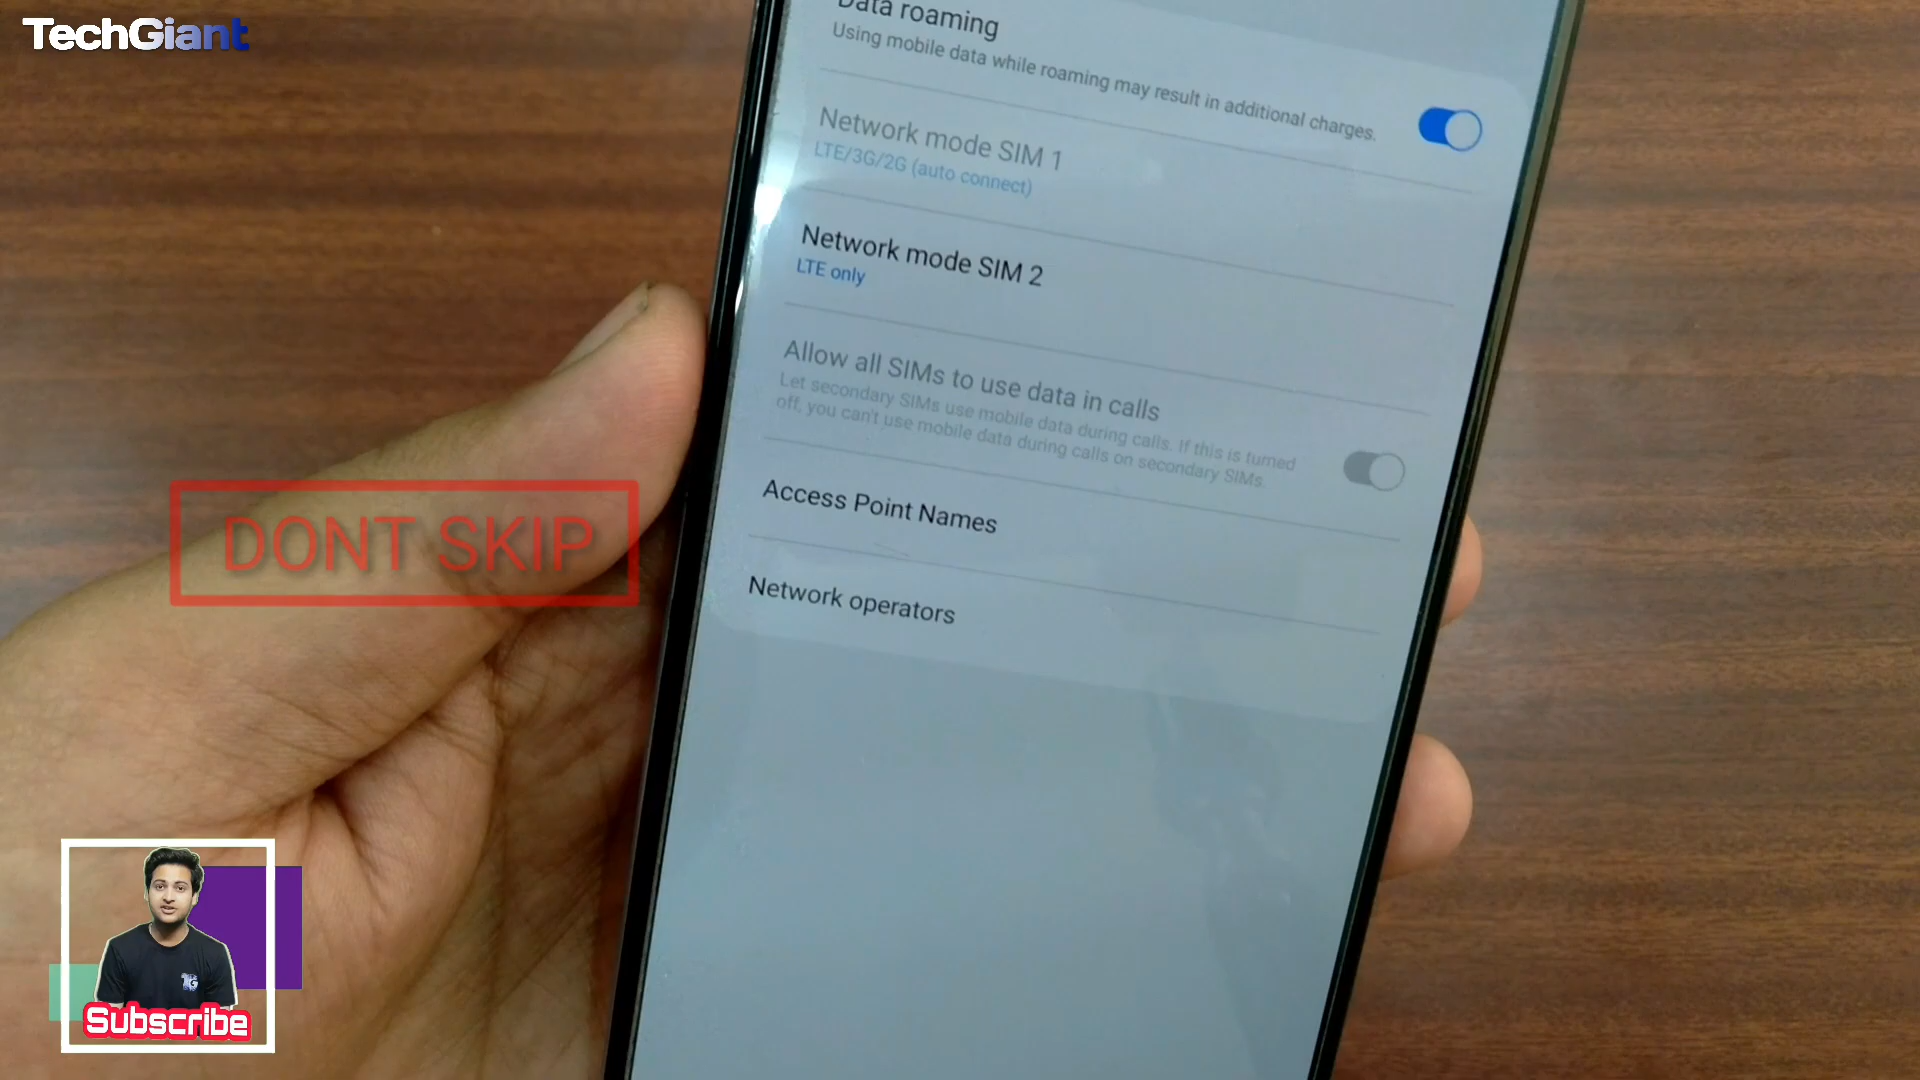 TechGiant
Data roaming
Using mobile data while roaming may result in additional charges.
Network mode SIM 1
LTE/3G/2G (auto connect)
Network mode SIM 2
LTE only
Allow all SIMs to use data in calls
Let secondary SIMs use mobile data during calls. If this is turned
off, you can't use mobile data during calls on secondary SIMs.
Access Point Names
Network operators
DONT SKIP
TG
Subscribe